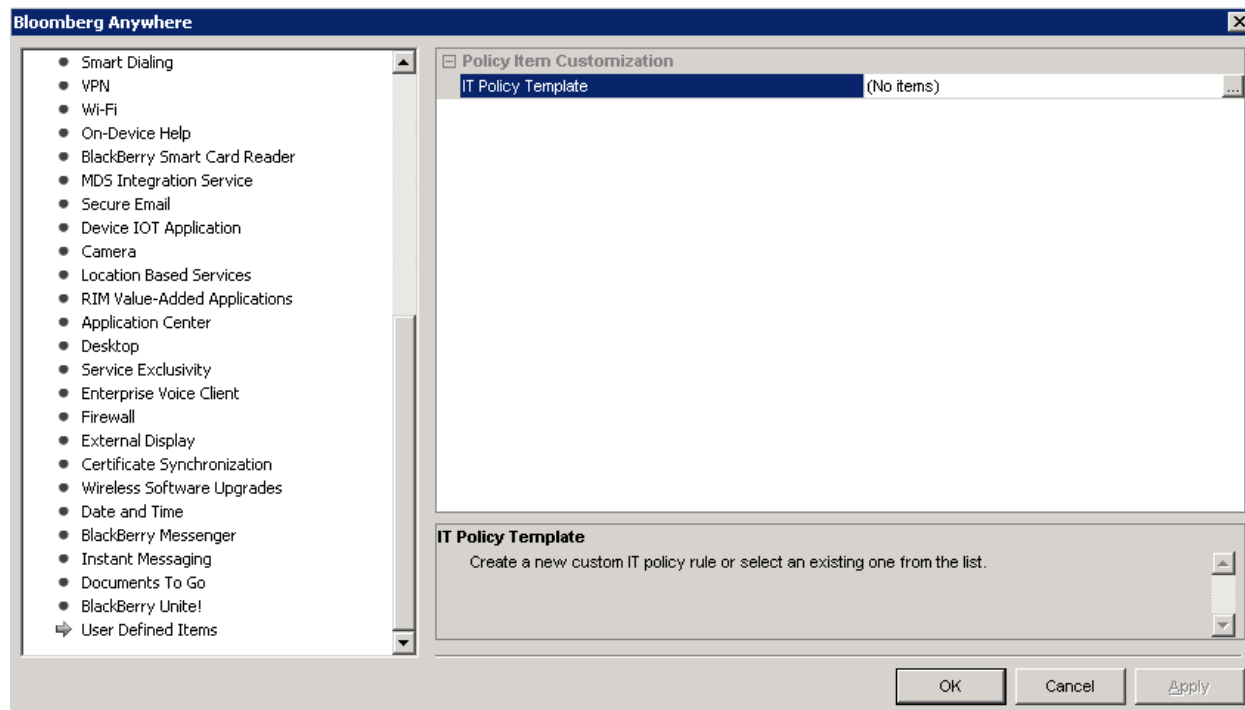 Bloomberg Anywhere
Smart Dialing
VPN
Wi-Fi
On-Device Help
BlackBerry Smart Card Reader
MDS Integration Service
Secure Email
Device IOT Application
Camera
Location Based Services
RIM Value-Added Applications
Application Center
Desktop
Service Exclusivity
Enterprise Voice Client
Firewall
External Display
Certificate Synchronization
Wireless Software Upgrades
Date and Time
BlackBerry Messenger
Instant Messaging
Documents To Go
BlackBerry Unite!
User Defined Items
Policy Item Customization
IT Policy Template (No items) ...
IT Policy Template
Create a new custom IT policy rule or select an existing one from the list.
OK Cancel Apply